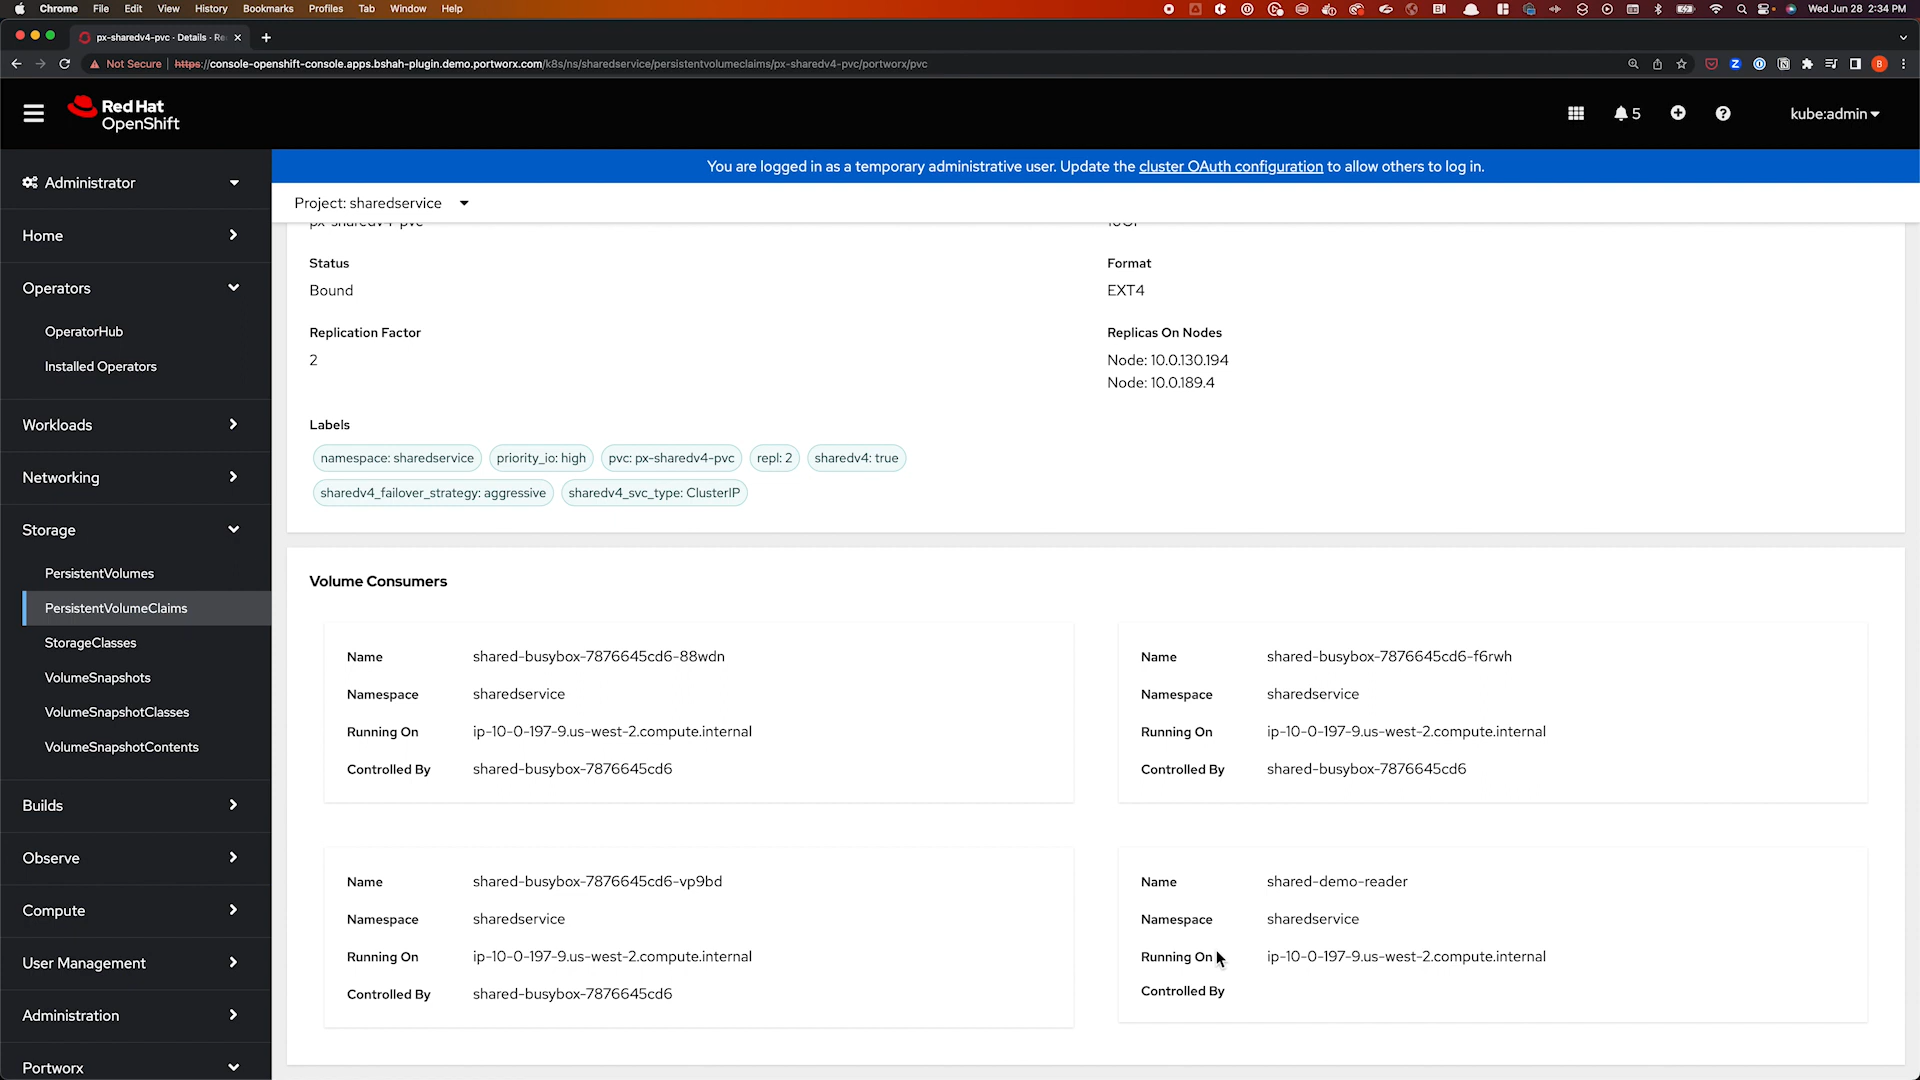 Chrome File Edit View History Bookmarks Profiles Tab Window Help
Wed Jun 28 2:34 PM
px-sharedv4-pvc · Details · Re
Not Secure https://console-openshift-console.apps.bshah-plugin.demo.portworx.com/k8s/ns/sharedservice/persistentvolumeclaims/px-sharedv4-pvc/portworx/pvc
B
Red Hat
OpenShift
5
kube:admin
You are logged in as a temporary administrative user. Update the cluster OAuth configuration to allow others to log in.
Administrator
Home
Operators
OperatorHub
Installed Operators
Workloads
Networking
Storage
PersistentVolumes
PersistentVolumeClaims
StorageClasses
VolumeSnapshots
VolumeSnapshotClasses
VolumeSnapshotContents
Builds
Observe
Compute
User Management
Administration
Portworx
Project: sharedservice
px-sharedv4-pvc
Status
Bound
Format
EXT4
Replication Factor
2
Replicas On Nodes
Node: 10.0.130.194
Node: 10.0.189.4
Labels
namespace: sharedservice priority_io: high pvc: px-sharedv4-pvc repl: 2 sharedv4: true
sharedv4_failover_strategy: aggressive sharedv4_svc_type: ClusterIP
Volume Consumers
Name shared-busybox-7876645cd6-88wdn
Namespace sharedservice
Running On ip-10-0-197-9.us-west-2.compute.internal
Controlled By shared-busybox-7876645cd6
Name shared-busybox-7876645cd6-f6rwh
Namespace sharedservice
Running On ip-10-0-197-9.us-west-2.compute.internal
Controlled By shared-busybox-7876645cd6
Name shared-busybox-7876645cd6-vp9bd
Namespace sharedservice
Running On ip-10-0-197-9.us-west-2.compute.internal
Controlled By shared-busybox-7876645cd6
Name shared-demo-reader
Namespace sharedservice
Running On ip-10-0-197-9.us-west-2.compute.internal
Controlled By